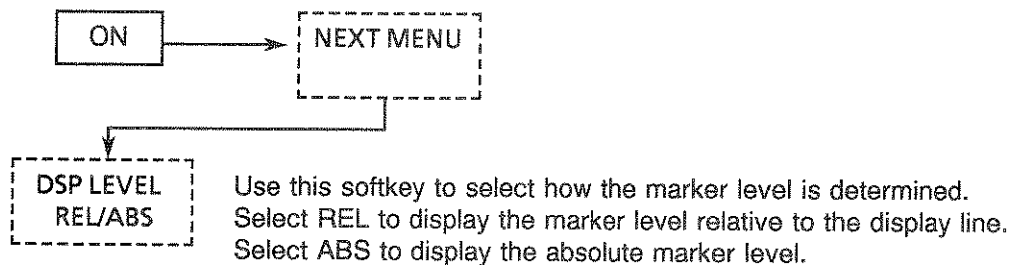 ON
NEXT MENU
DSP LEVEL
REL/ABS
Use this softkey to select how the marker level is determined.
Select REL to display the marker level relative to the display line.
Select ABS to display the absolute marker level.